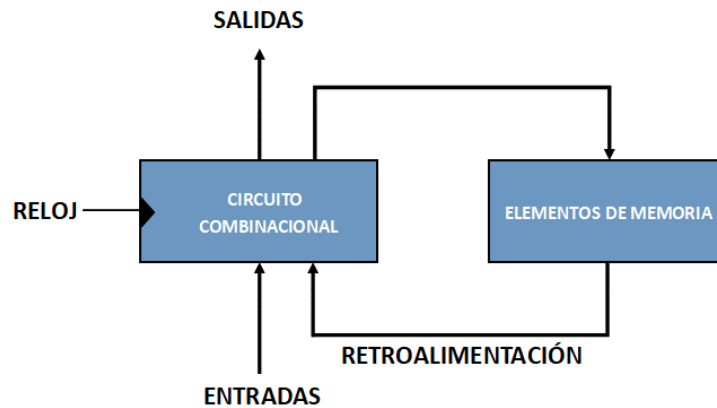 SALIDAS
RELOJ
CIRCUITO
COMBINACIONAL
ELEMENTOS DE MEMORIA
RETROALIMENTACIÓN
ENTRADAS